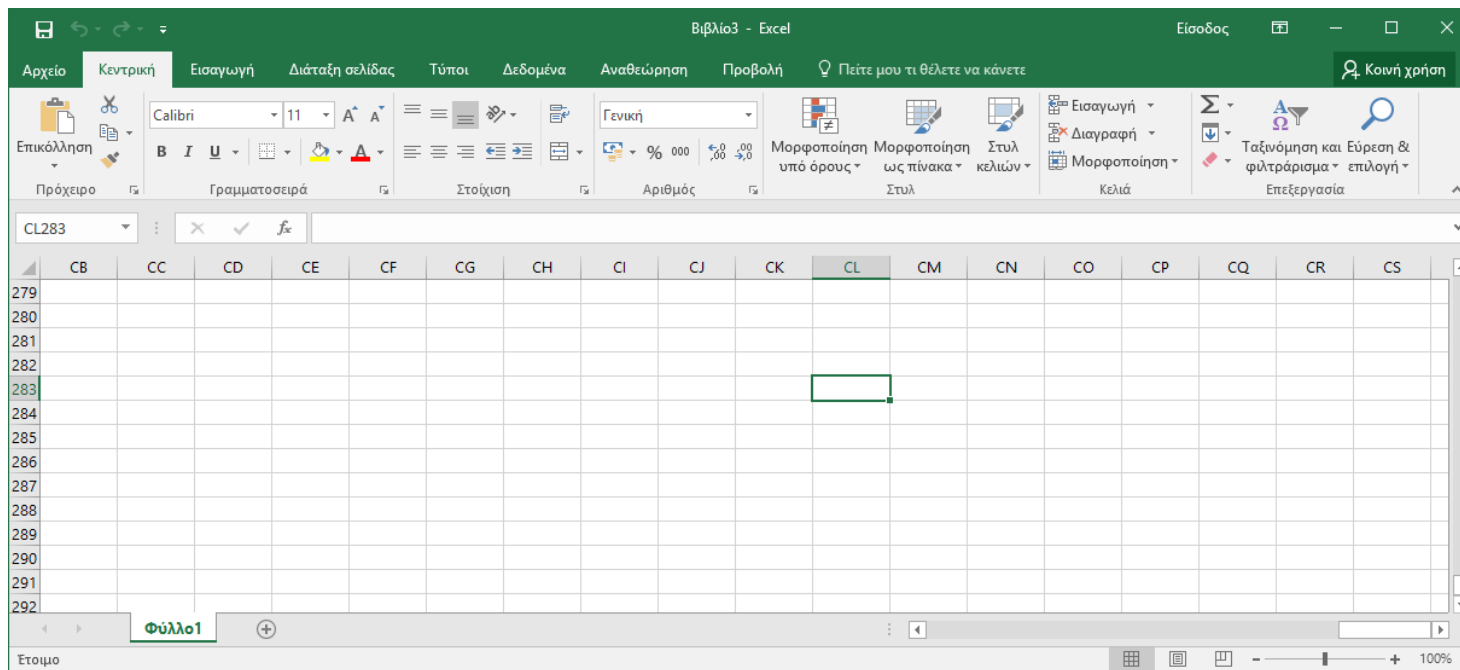 Βιβλίο3 - Excel
Είσοδος
Αρχείο Κεντρική Εισαγωγή Διάταξη σελίδας Τύποι Δεδομένα Αναθεώρηση Προβολή Πείτε μου τι θέλετε να κάνετε Κοινή χρήση
Επικόλληση
Πρόχειρο
Calibri 11 A A
B I U A
Γραμματοσειρά
Στοίχιση
Γενική
% 000 ,00 ,0
Αριθμός
Μορφοποίηση υπό όρους
Μορφοποίηση ως πίνακα
Στυλ κελιών
Στυλ
Εισαγωγή
Διαγραφή
Μορφοποίηση
Κελιά
Σ
Α Ω
Ταξινόμηση και φιλτράρισμα
Εύρεση & επιλογή
Επεξεργασία
CL283 fx
CB CC CD CE CF CG CH CI CJ CK CL CM CN CO CP CQ CR CS
279
280
281
282
283
284
285
286
287
288
289
290
291
292
Φύλλο1
Έτοιμο 100%